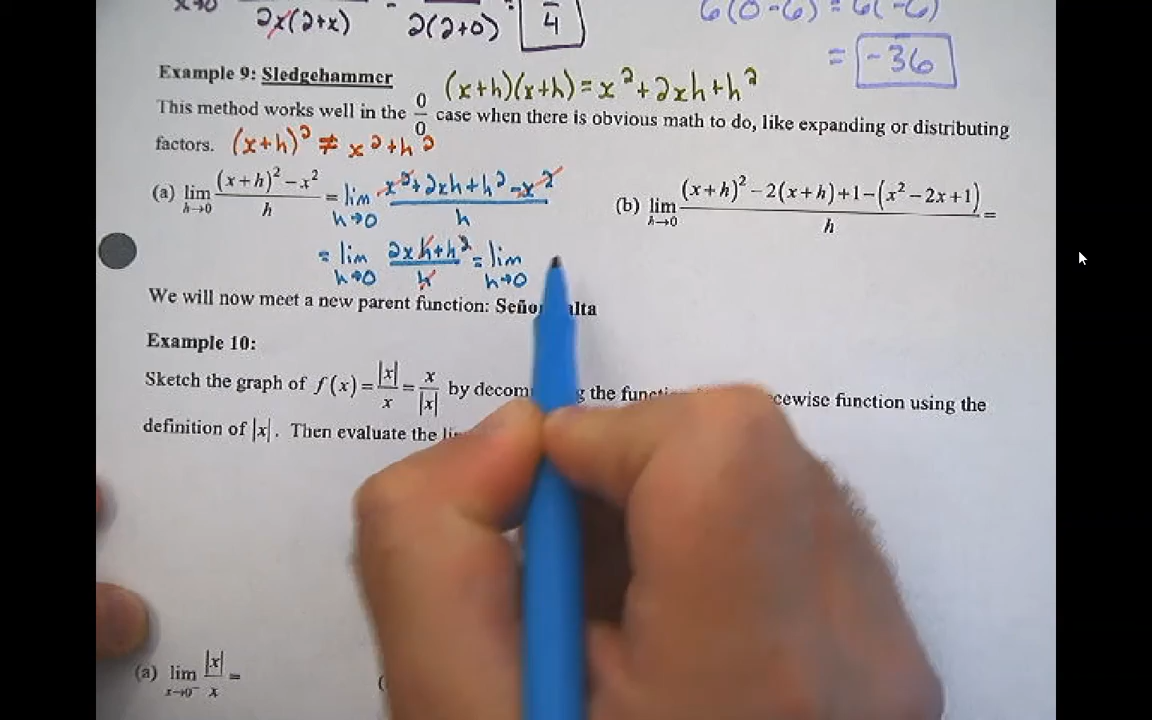 2x(2+x) 2(2+0) 4
6(0-6) = 6(-6)
= -36
Example 9: Sledgehammer (x+h)(x+h) = x²+2xh+h²
This method works well in the 0/0 case when there is obvious math to do, like expanding or distributing
factors. (x+h)² ≠ x²+h²
(a) lim h→0 ((x+h)² – x²)/h = lim h→0 (x²+2xh+h²-x²)/h
(b) lim h→0 ((x+h)² – 2(x+h)+1–(x² – 2x+1))/h =
= lim h→0 (2xh+h²)/h = lim h→0
We will now meet a new parent function: Señor
Example 10:
Sketch the graph of f(x) = |x|/x = x/|x| by the function using the
definition of |x|. Then evaluate the
(a) lim x→0⁻ |x|/x =
(